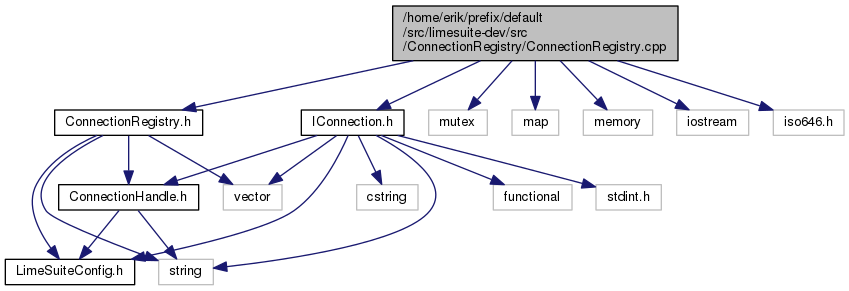 /home/erik/prefix/default
/src/limesuite-dev/src
/ConnectionRegistry/ConnectionRegistry.cpp
ConnectionRegistry.h
IConnection.h
mutex
map
memory
iostream
iso646.h
ConnectionHandle.h
vector
cstring
functional
stdint.h
LimeSuiteConfig.h
string